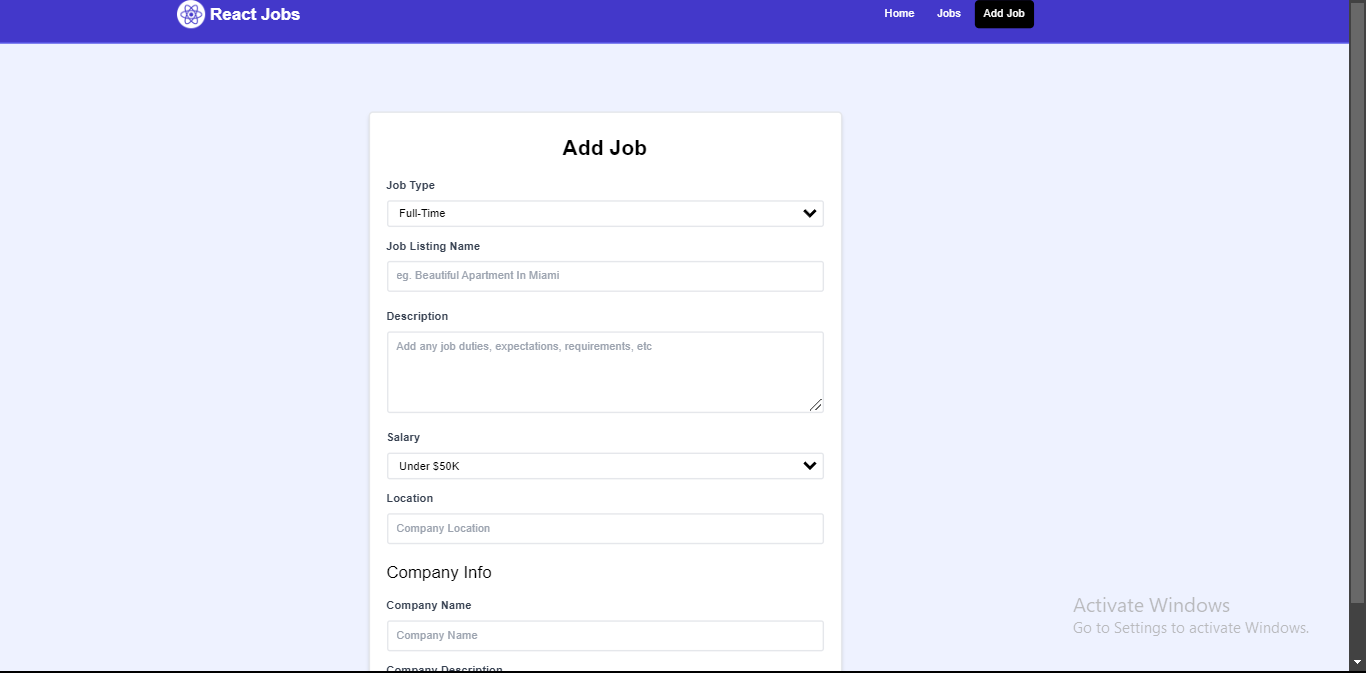 React Jobs
Home Jobs Add Job
Add Job
Job Type
Full-Time
Job Listing Name
eg. Beautiful Apartment In Miami
Description
Add any job duties, expectations, requirements, etc
Salary
Under $50K
Location
Company Location
Company Info
Company Name
Company Name
Company Description
Activate Windows
Go to Settings to activate Windows.